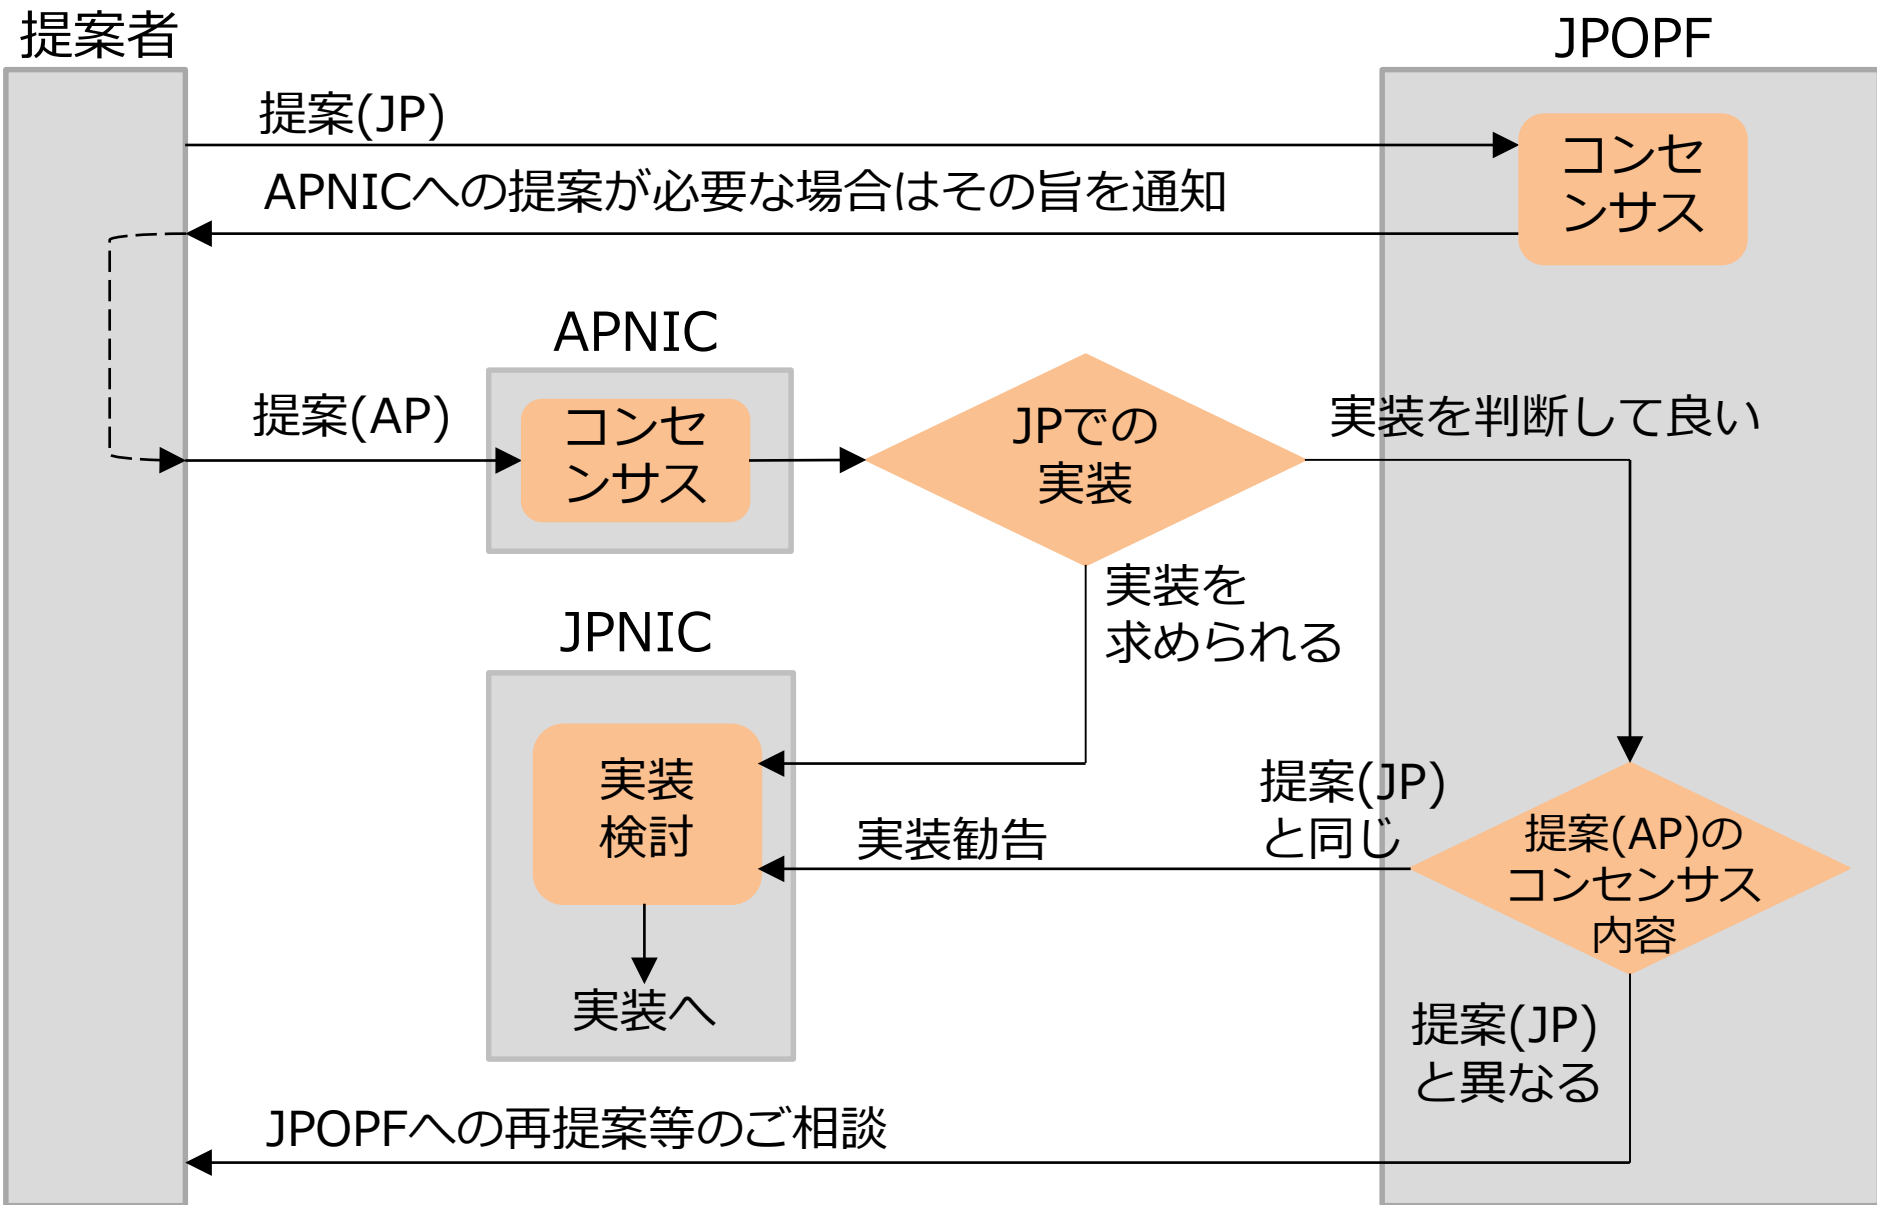 提案者
JPOPF
提案(JP)
コンセ
ンサス
APNICへの提案が必要な場合はその旨を通知
APNIC
提案(AP)
コンセ
ンサス
JPでの
実装
実装を判断して良い
実装を
求められる
JPNIC
実装
検討
実装勧告
提案(JP)
と同じ
提案(AP)の
コンセンサス
内容
実装へ
提案(JP)
と異なる
JPOPFへの再提案等のご相談